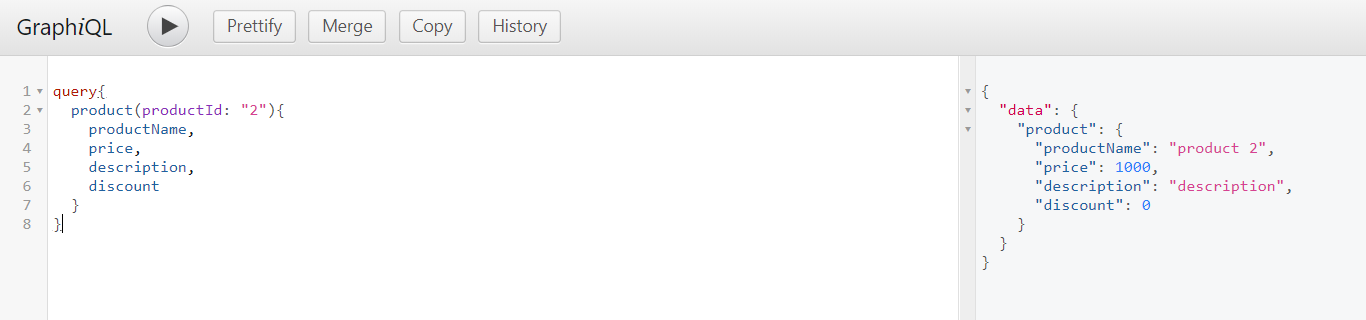 GraphiQL Prettify Merge Copy History
1 query{
2   product(productId: "2"){
3     productName,
4     price,
5     description,
6     discount
7   }
8 }
{
  "data": {
    "product": {
      "productName": "product 2",
      "price": 1000,
      "description": "description",
      "discount": 0
    }
  }
}